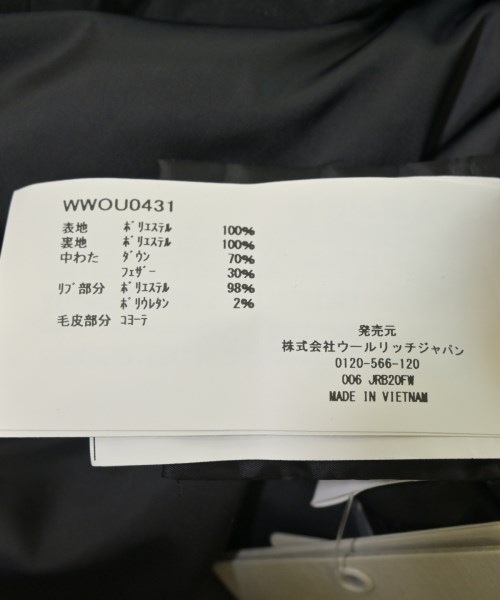 WWOU0431
表地 ﾎﾟﾘｴｽﾃﾙ 100%
裏地 ﾎﾟﾘｴｽﾃﾙ 100%
中わた ﾀﾞｳﾝ 70%
ﾌｪｻﾞｰ 30%
ﾘﾌﾞ部分 ﾎﾟﾘｴｽﾃﾙ 98%
ﾎﾟﾘｳﾚﾀﾝ 2%
毛皮部分 ｺﾖｰﾃ
発売元
株式会社ウールリッチジャパン
0120-566-120
006 JRB20FW
MADE IN VIETNAM